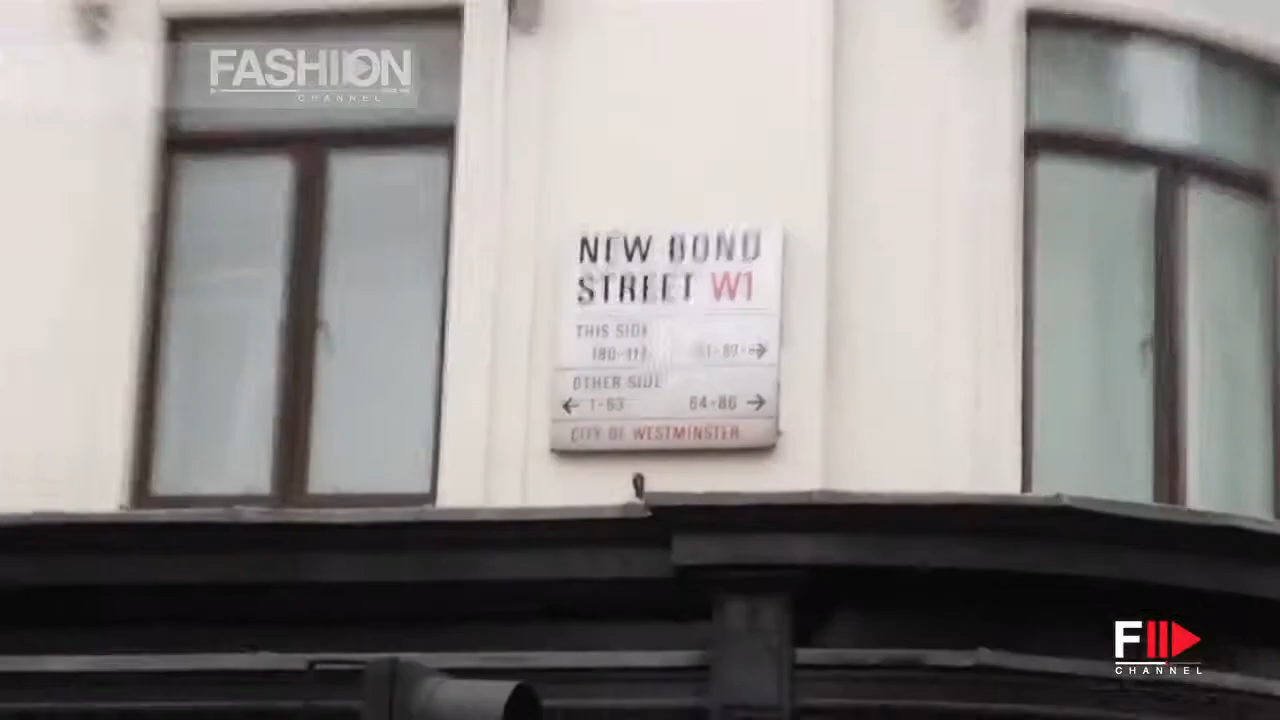 FASHION
CHANNEL
NEW BOND
STREET W1
THIS SIDE
OTHER SIDE
1-63 64-86
CITY OF WESTMINSTER
F
CHANNEL